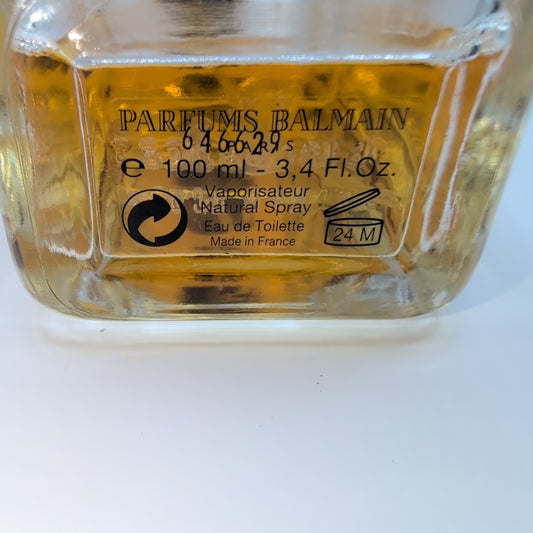 PARFUMS BALMAIN
646629
PARIS
e 100 ml - 3,4 Fl.Oz.
Vaporisateur
Natural Spray
Eau de Toilette
Made in France
24 M